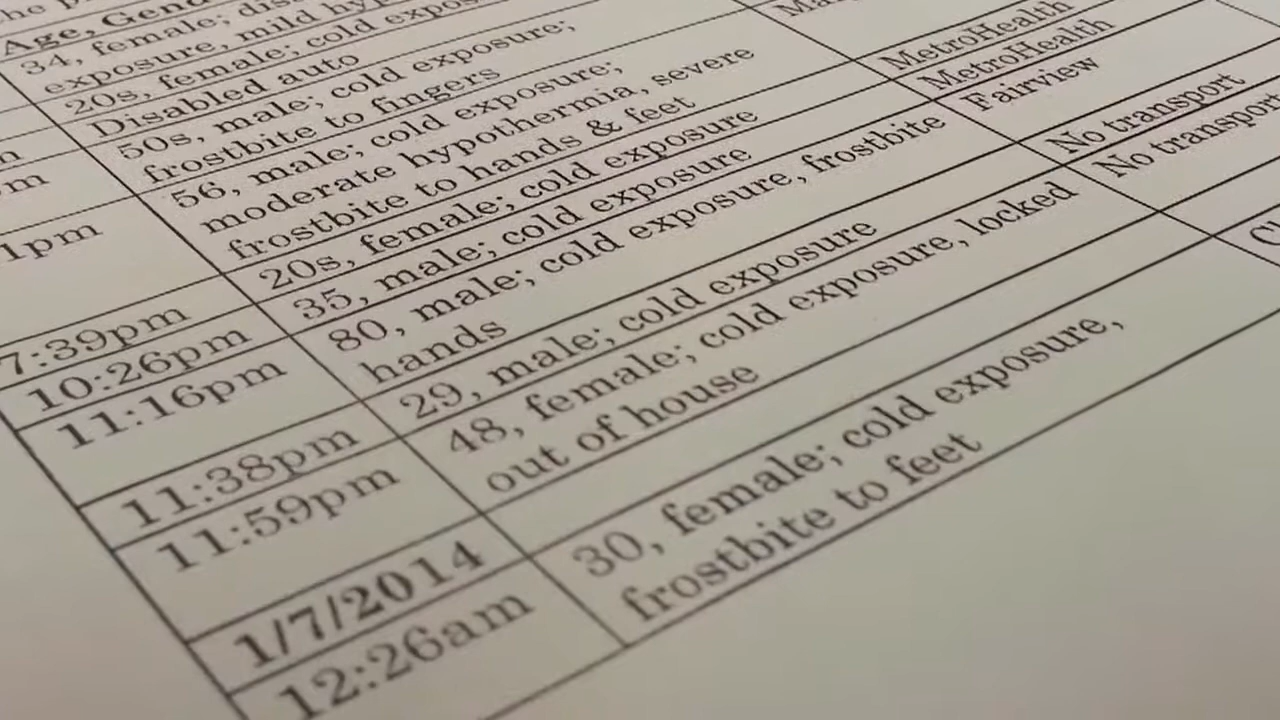 the
Age,
34, female;
exposure, mild
20s, female; cold
Disabled auto
50s, male; cold exposure;
frostbite to fingers
MetroHealth
1pm
56, male; cold exposure;
moderate hypothermia, severe
frostbite to hands & feet
MetroHealth
7:39pm
20s, female; cold exposure
Fairview
10:26pm
35, male; cold exposure
11:16pm
80, male; cold exposure, frostbite
hands
No transport
11:38pm
29, male; cold exposure
No transport
11:59pm
48, female; cold exposure, locked
out of house
1/7/2014
12:26am
30, female; cold exposure,
frostbite to feet